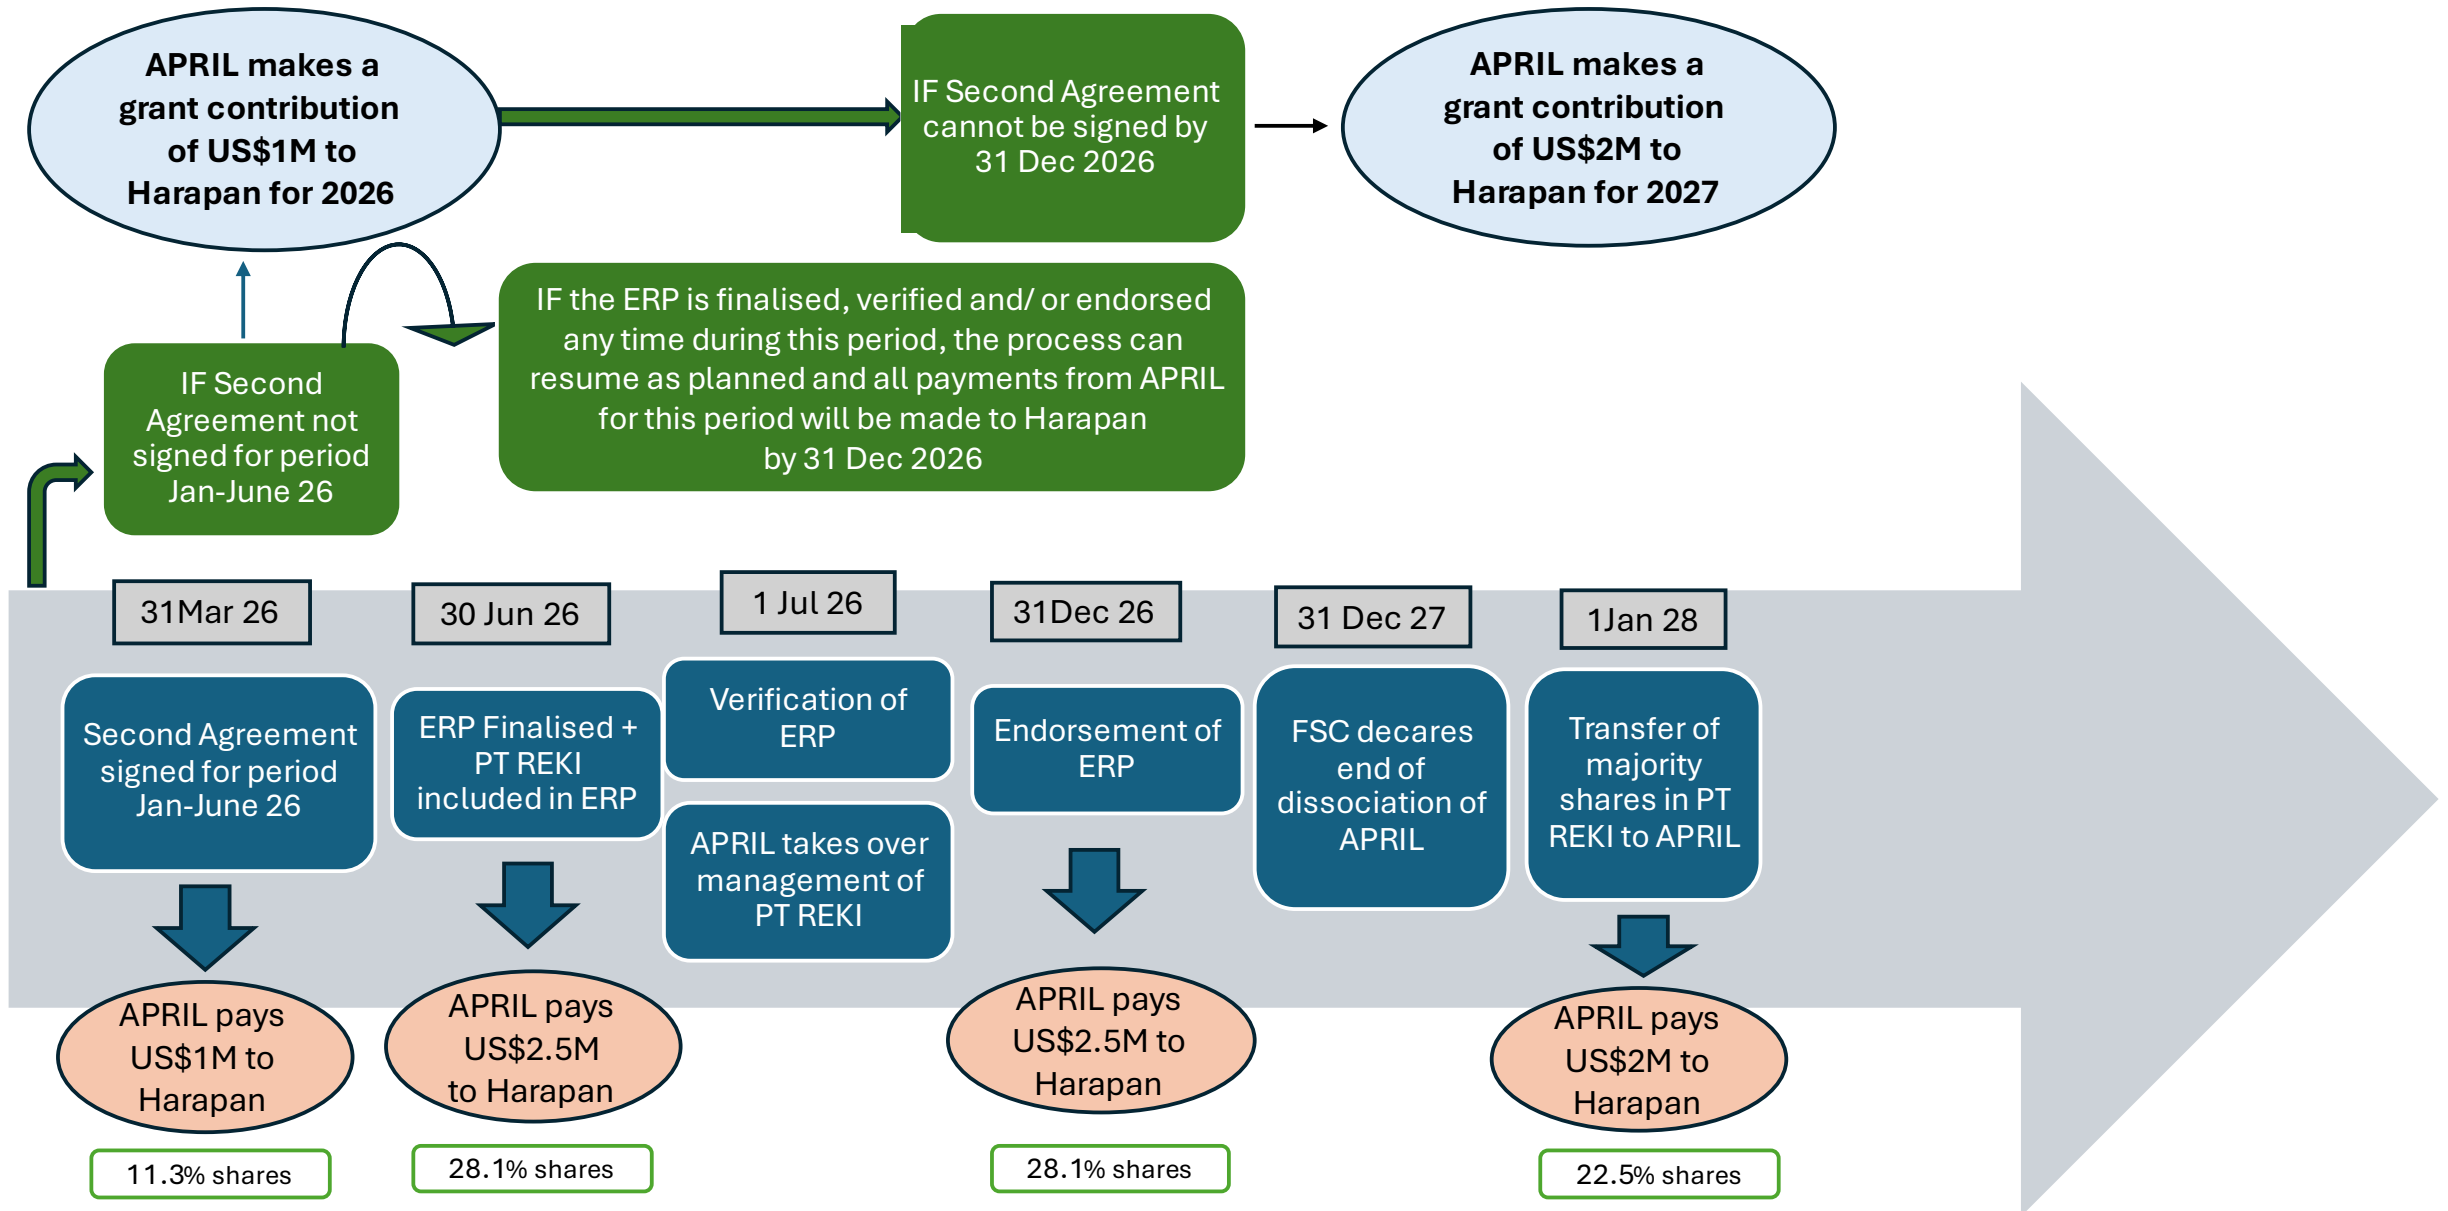 APRIL makes a
grant contribution
of US$1M to
Harapan for 2026
IF Second Agreement
cannot be signed by
31 Dec 2026
APRIL makes a
grant contribution
of US$2M to
Harapan for 2027
IF the ERP is finalised, verified and/ or endorsed
any time during this period, the process can
resume as planned and all payments from APRIL
for this period will be made to Harapan
by 31 Dec 2026
IF Second
Agreement not
signed for period
Jan-June 26
31Mar 26
30 Jun 26
1 Jul 26
31Dec 26
31 Dec 27
1Jan 28
Second Agreement
signed for period
Jan-June 26
ERP Finalised +
PT REKI
included in ERP
Verification of
ERP
APRIL takes over
management of
PT REKI
Endorsement of
ERP
FSC decares
end of
dissociation of
APRIL
Transfer of
majority
shares in PT
REKI to APRIL
APRIL pays
US$1M to
Harapan
APRIL pays
US$2.5M
to Harapan
APRIL pays
US$2.5M to
Harapan
APRIL pays
US$2M to
Harapan
11.3% shares
28.1% shares
28.1% shares
22.5% shares